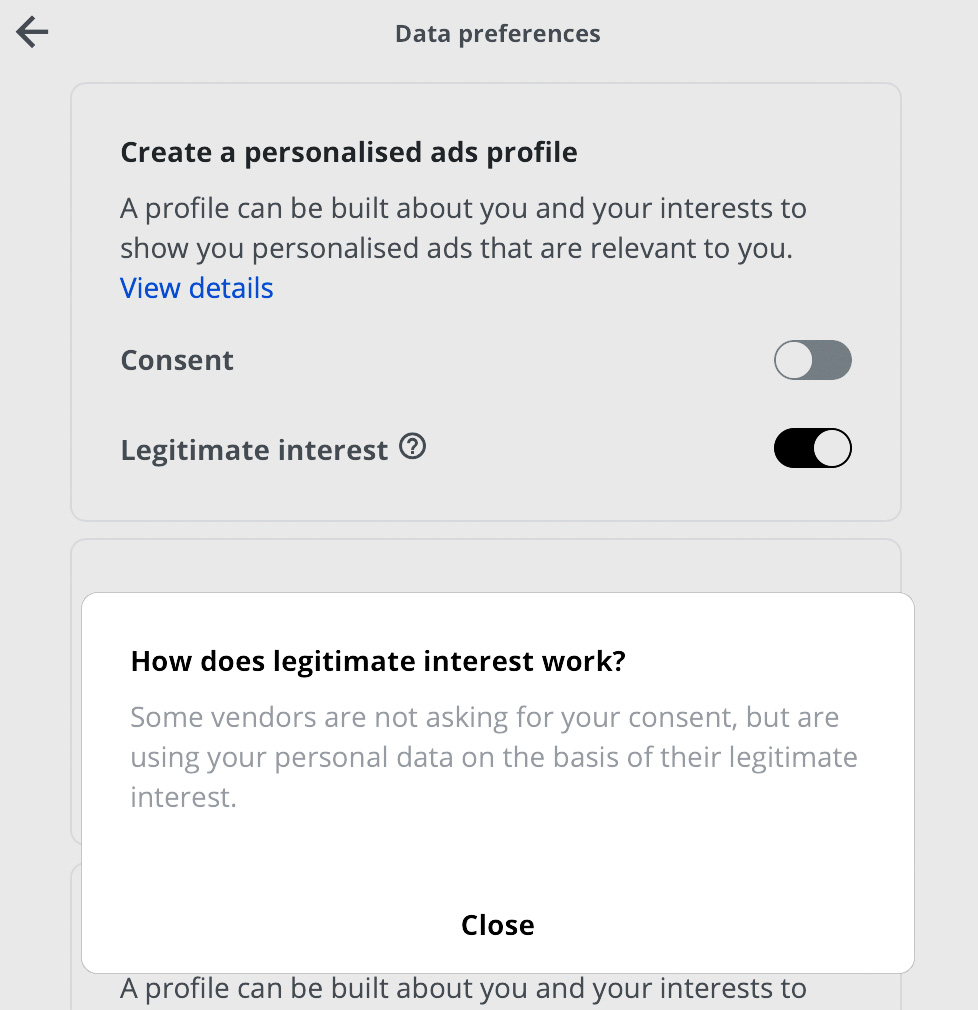 Data preferences
Create a personalised ads profile
A profile can be built about you and your interests to
show you personalised ads that are relevant to you.
View details
Consent
Legitimate interest ?
How does legitimate interest work?
Some vendors are not asking for your consent, but are
using your personal data on the basis of their legitimate
interest.
Close
A profile can be built about you and your interests to